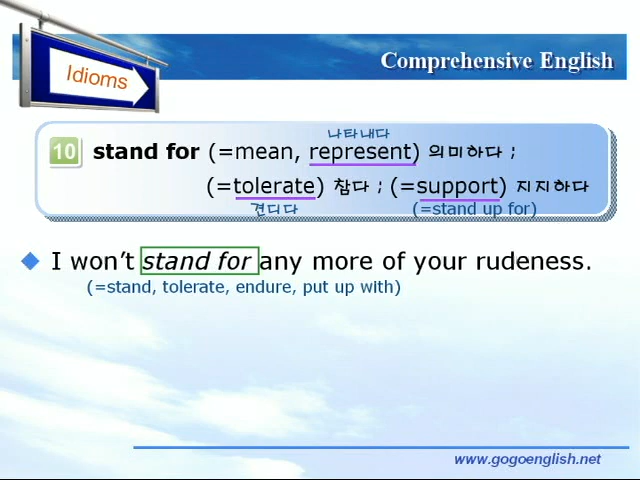 Idioms
Comprehensive English
나타내다
10 stand for (=mean, represent) 의미하다 ;
(=tolerate) 참다 ; (=support) 지지하다
견디다 (=stand up for)
I won't stand for any more of your rudeness.
(=stand, tolerate, endure, put up with)
www.gogoenglish.net